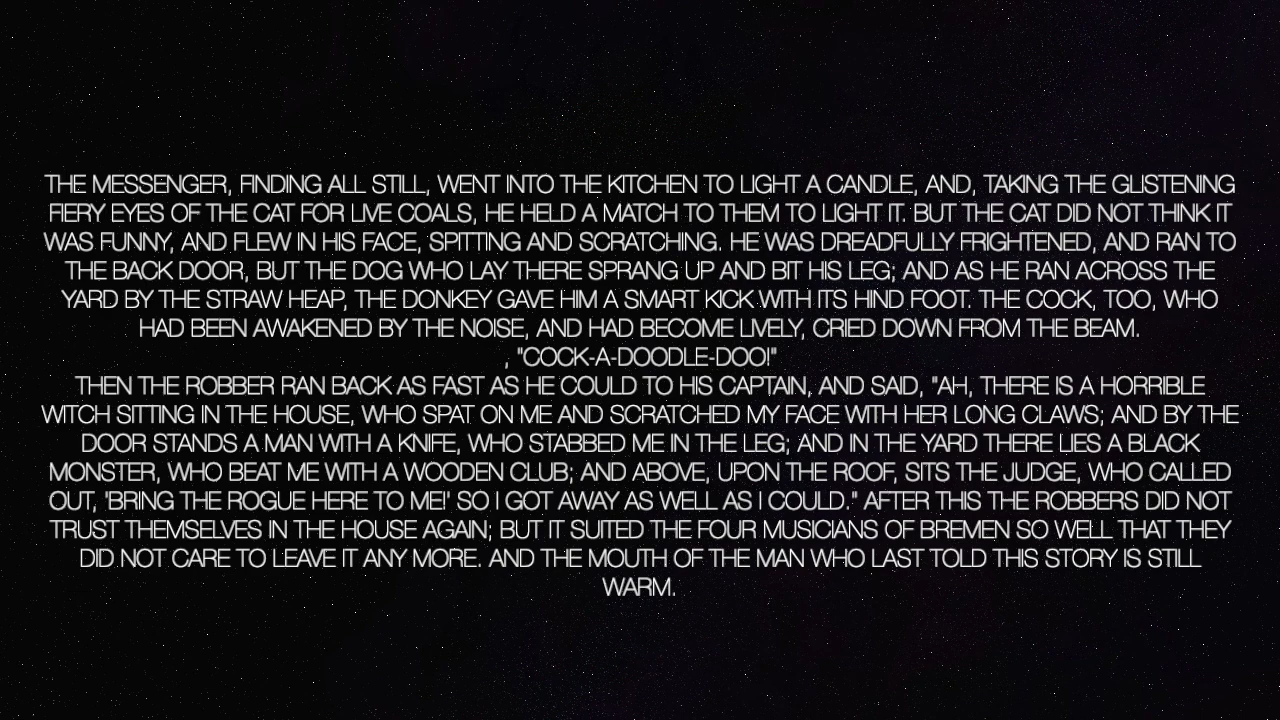 THE MESSENGER, FINDING ALL STILL, WENT INTO THE KITCHEN TO LIGHT A CANDLE, AND, TAKING THE GLISTENING
FIERY EYES OF THE CAT FOR LIVE COALS, HE HELD A MATCH TO THEM TO LIGHT IT. BUT THE CAT DID NOT THINK IT
WAS FUNNY, AND FLEW IN HIS FACE, SPITTING AND SCRATCHING. HE WAS DREADFULLY FRIGHTENED, AND RAN TO
THE BACK DOOR, BUT THE DOG WHO LAY THERE SPRANG UP AND BIT HIS LEG; AND AS HE RAN ACROSS THE
YARD BY THE STRAW HEAP, THE DONKEY GAVE HIM A SMART KICK WITH ITS HIND FOOT. THE COCK, TOO, WHO
HAD BEEN AWAKENED BY THE NOISE, AND HAD BECOME LIVELY, CRIED DOWN FROM THE BEAM.
, "COCK-A-DOODLE-DOO!"
THEN THE ROBBER RAN BACK AS FAST AS HE COULD TO HIS CAPTAIN, AND SAID, "AH, THERE IS A HORRIBLE
WITCH SITTING IN THE HOUSE, WHO SPAT ON ME AND SCRATCHED MY FACE WITH HER LONG CLAWS; AND BY THE
DOOR STANDS A MAN WITH A KNIFE, WHO STABBED ME IN THE LEG; AND IN THE YARD THERE LIES A BLACK
MONSTER, WHO BEAT ME WITH A WOODEN CLUB; AND ABOVE, UPON THE ROOF, SITS THE JUDGE, WHO CALLED
OUT, 'BRING THE ROGUE HERE TO ME!' SO I GOT AWAY AS WELL AS I COULD." AFTER THIS THE ROBBERS DID NOT
TRUST THEMSELVES IN THE HOUSE AGAIN; BUT IT SUITED THE FOUR MUSICIANS OF BREMEN SO WELL THAT THEY
DID NOT CARE TO LEAVE IT ANY MORE. AND THE MOUTH OF THE MAN WHO LAST TOLD THIS STORY IS STILL
WARM.